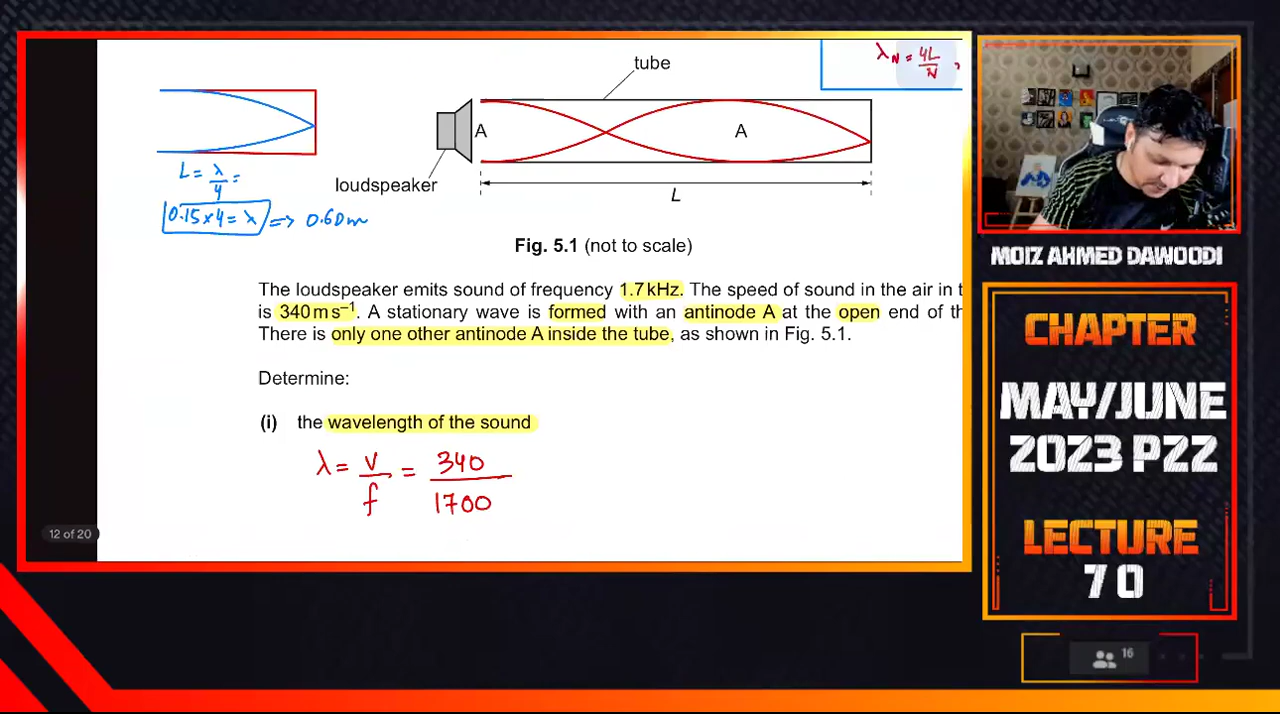 λN = 4L/N
tube
A
A
loudspeaker
L
L = λ/4 =
0.15 × 4 = λ => 0.60m
Fig. 5.1 (not to scale)
The loudspeaker emits sound of frequency 1.7 kHz. The speed of sound in the air in t
is 340 m s⁻¹. A stationary wave is formed with an antinode A at the open end of th
There is only one other antinode A inside the tube, as shown in Fig. 5.1.
Determine:
(i) the wavelength of the sound
λ = v/f = 340/1700
12 of 20
MOIZ AHMED DAWOODI
CHAPTER
MAY/JUNE
2023 P22
LECTURE
70
16